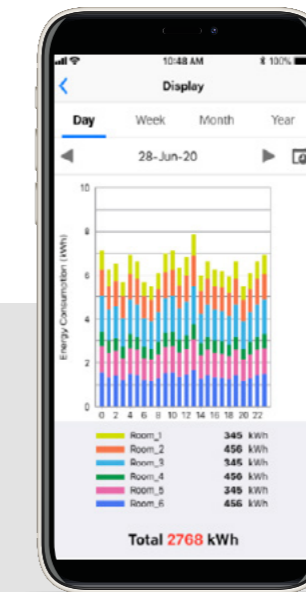 10:48 AM 100%
Display
Day Week Month Year
28-Jun-20
Energy Consumption (kWh)
10
8
6
4
2
0
0 2 4 6 8 10 12 14 16 18 20 22
Room_1 345 kWh
Room_2 456 kWh
Room_3 345 kWh
Room_4 456 kWh
Room_5 345 kWh
Room_6 456 kWh
Total 2768 kWh